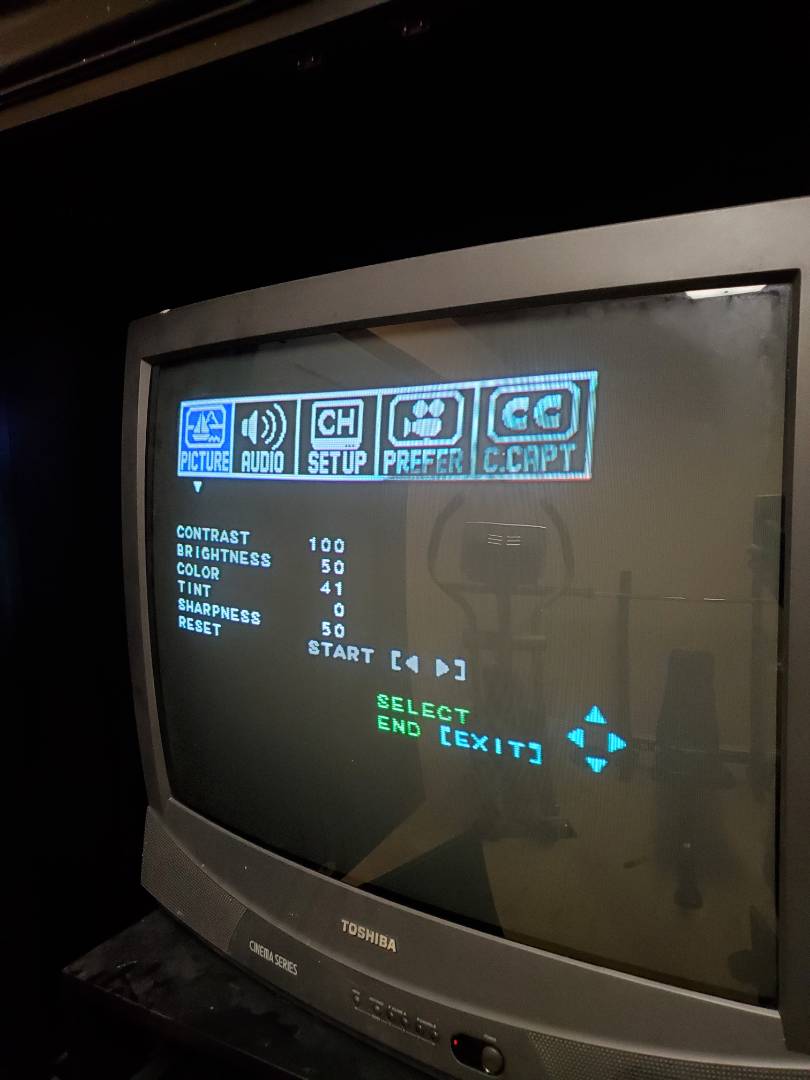 PICTURE AUDIO CH SETUP PREFER CC C.CAPT
CONTRAST 100
BRIGHTNESS 50
COLOR 41
TINT 0
SHARPNESS 50
RESET START [◄ ►]
SELECT
END [EXIT]
TOSHIBA
CINEMA SERIES